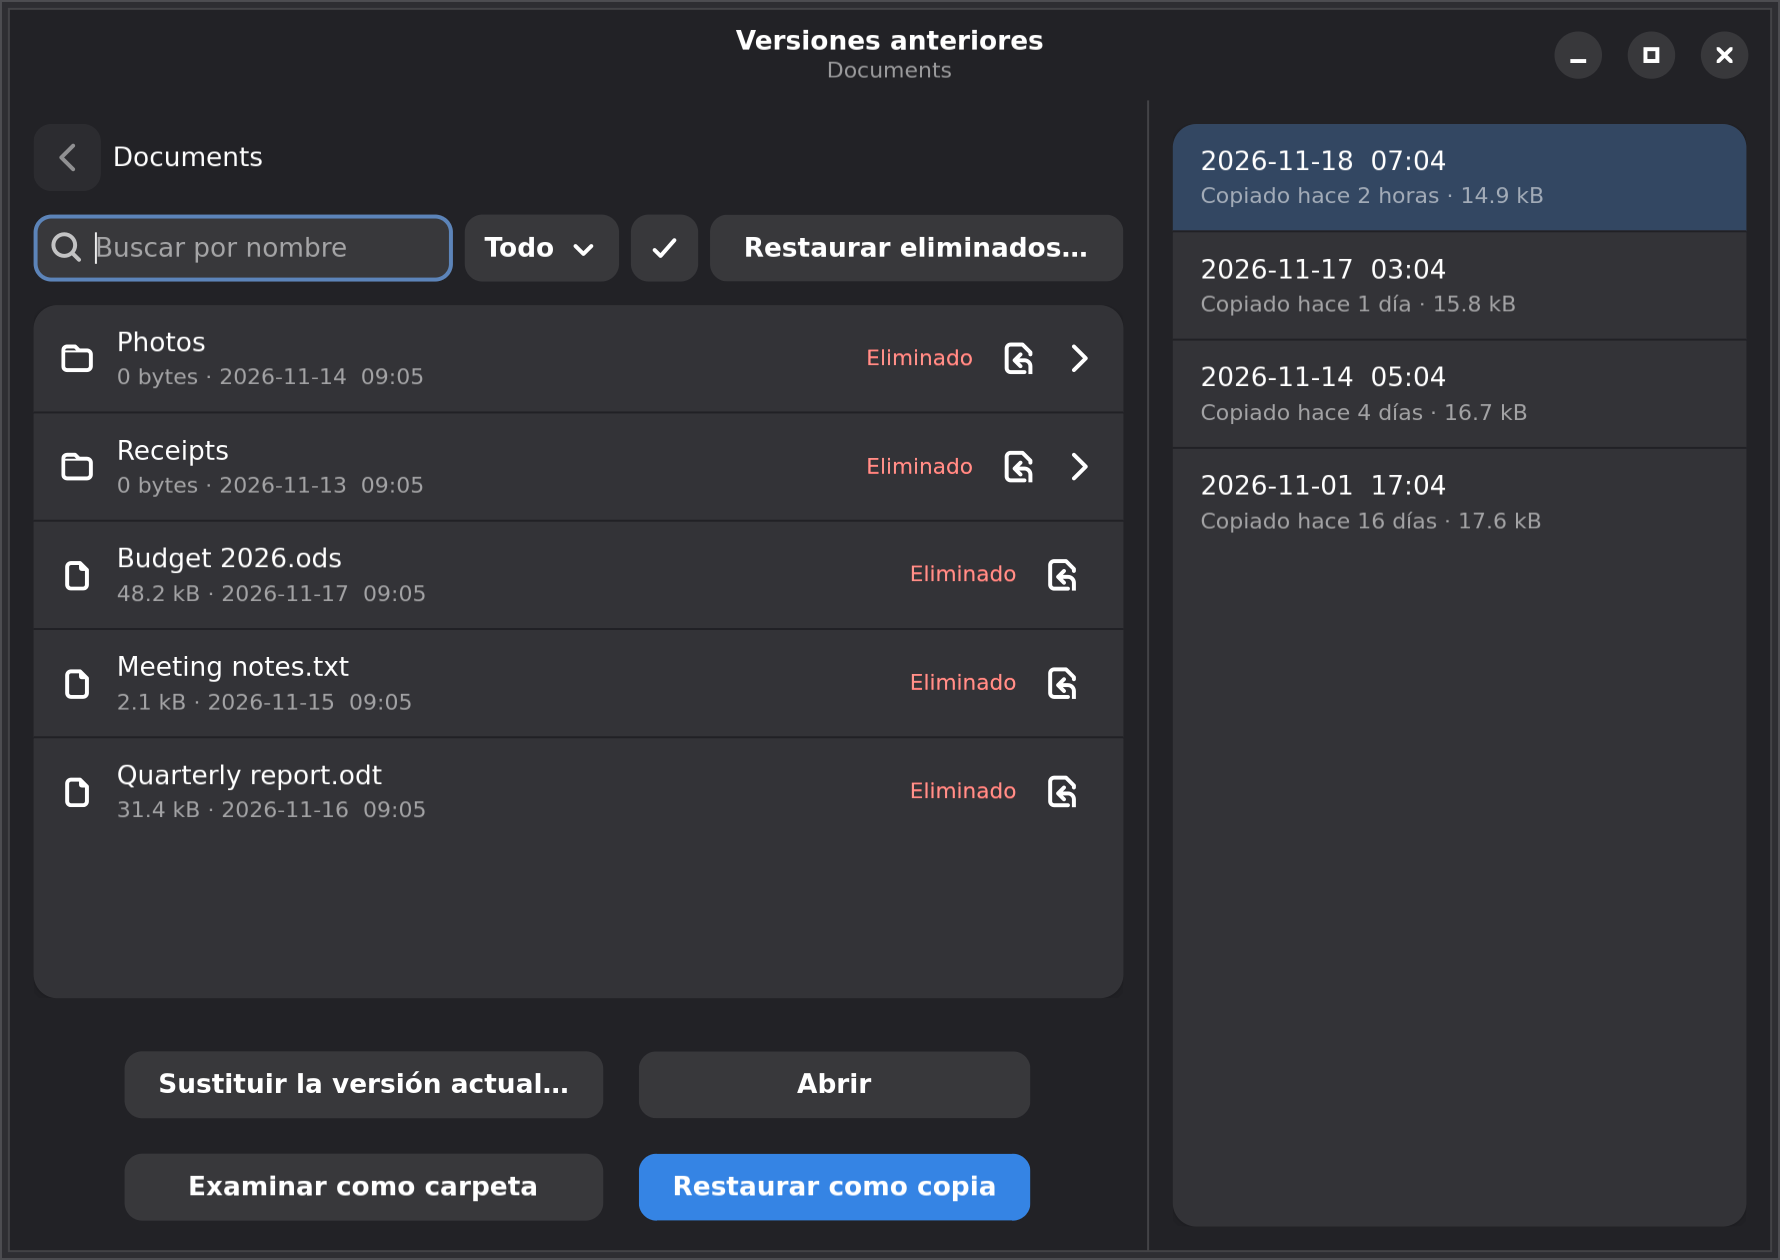 Versiones anteriores
Documents
Documents
Buscar por nombre
Todo
Restaurar eliminados…
Photos
0 bytes · 2026-11-14  09:05
Eliminado
Receipts
0 bytes · 2026-11-13  09:05
Eliminado
Budget 2026.ods
48.2 kB · 2026-11-17  09:05
Eliminado
Meeting notes.txt
2.1 kB · 2026-11-15  09:05
Eliminado
Quarterly report.odt
31.4 kB · 2026-11-16  09:05
Eliminado
Sustituir la versión actual…
Abrir
Examinar como carpeta
Restaurar como copia
2026-11-18  07:04
Copiado hace 2 horas · 14.9 kB
2026-11-17  03:04
Copiado hace 1 día · 15.8 kB
2026-11-14  05:04
Copiado hace 4 días · 16.7 kB
2026-11-01  17:04
Copiado hace 16 días · 17.6 kB